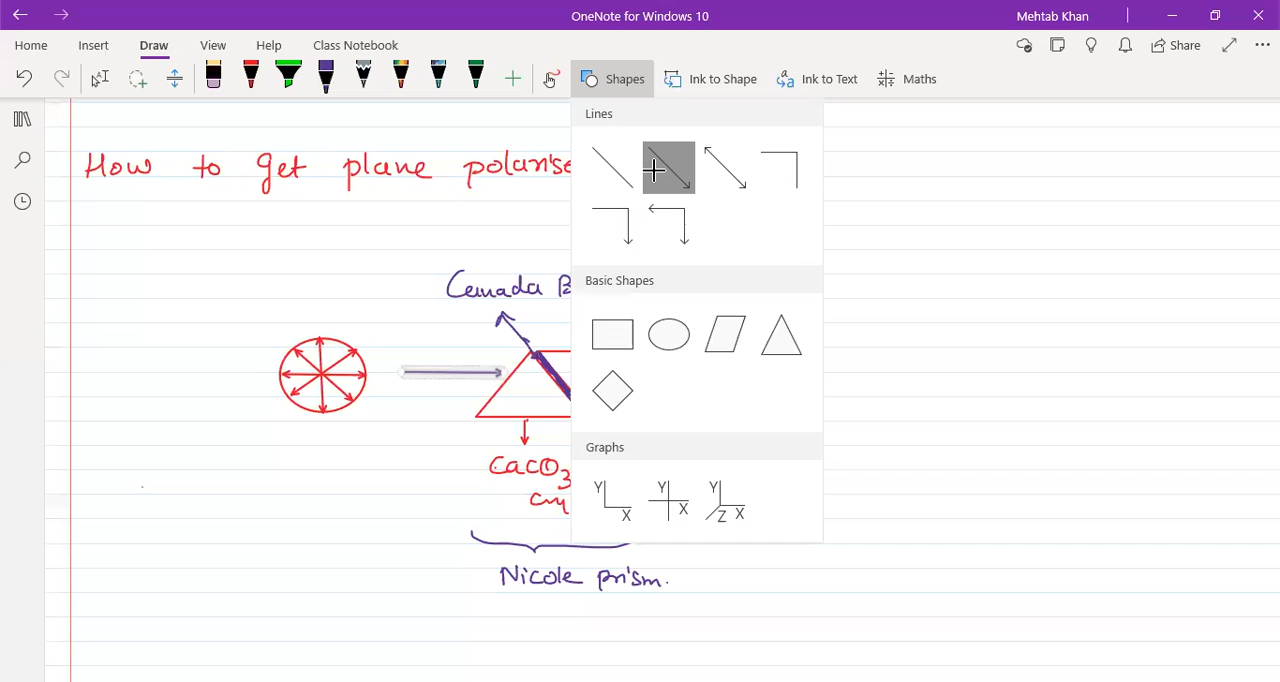 OneNote for Windows 10
Mehtab Khan
Home Insert Draw View Help Class Notebook
Share
Shapes Ink to Shape Ink to Text Maths
Lines
How to get plane polarise
Basic Shapes
Canada B
Graphs
Y X Y X Y Z X
CaCO3
Nicole prism.